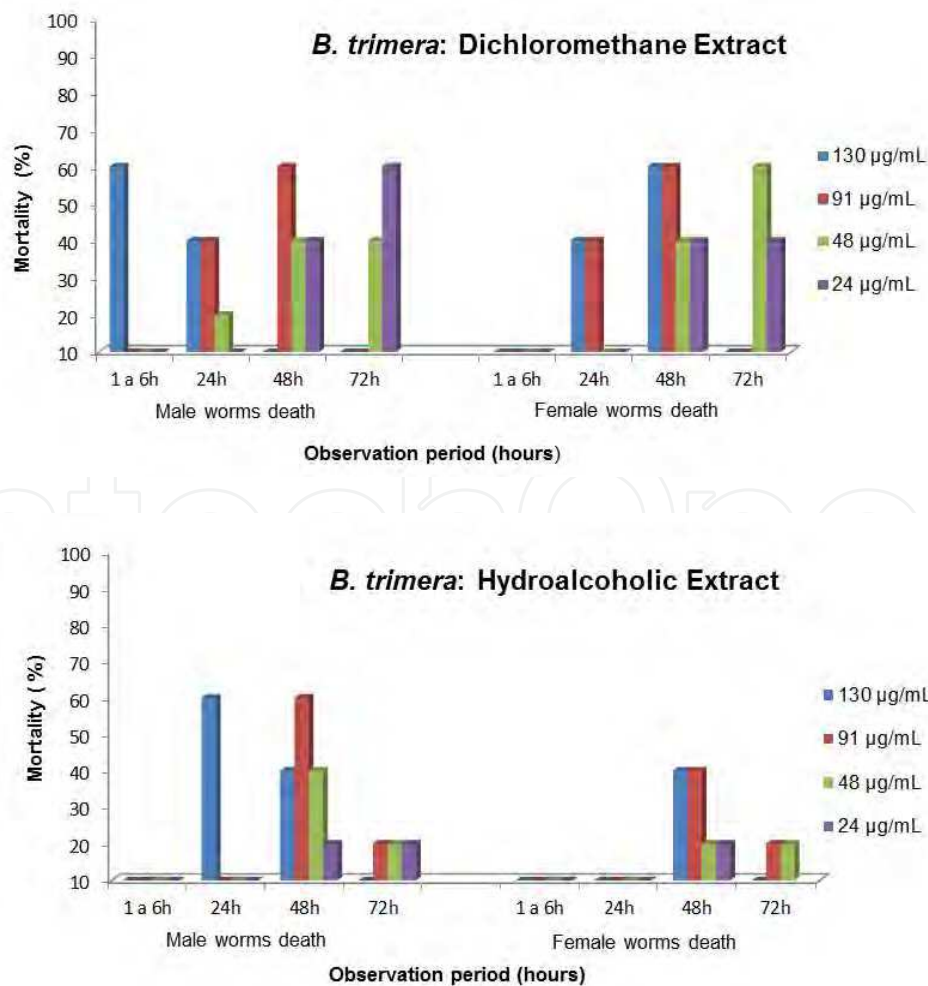 B. trimera: Dichloromethane Extract
Mortality (%)
100
90
80
70
60
50
40
30
20
10
1 a 6h 24h 48h 72h 1 a 6h 24h 48h 72h
Male worms death Female worms death
Observation period (hours)
130 µg/mL
91 µg/mL
48 µg/mL
24 µg/mL
B. trimera: Hydroalcoholic Extract
Mortality ( %)
100
90
80
70
60
50
40
30
20
10
1 a 6h 24h 48h 72h 1 a 6h 24h 48h 72h
Male worms death Female worms death
Observation period (hours)
130 µg/mL
91 µg/mL
48 µg/mL
24 µg/mL